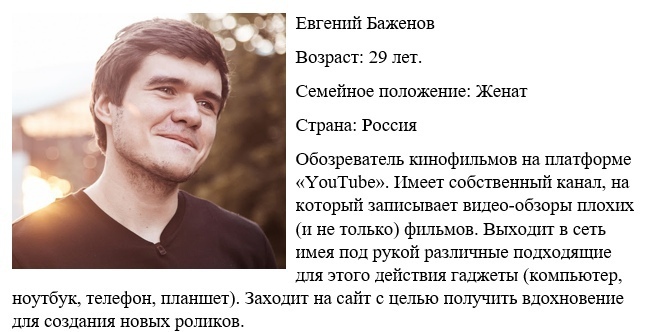 Евгений Баженов
Возраст: 29 лет.
Семейное положение: Женат
Страна: Россия
Обозреватель кинофильмов на платформе
«YouTube». Имеет собственный канал, на
который записывает видео-обзоры плохих
(и не только) фильмов. Выходит в сеть
имея под рукой различные подходящие
для этого действия гаджеты (компьютер,
ноутбук, телефон, планшет). Заходит на сайт с целью получить вдохновение
для создания новых роликов.